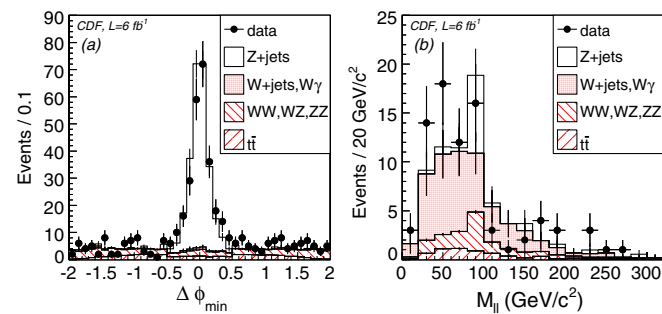 CDF, L=6 fb⁻¹
(a)
data
Z+jets
W+jets,Wγ
WW,WZ,ZZ
tt̄
Events / 0.1
90
80
70
60
50
40
30
20
10
0
-2 -1.5 -1 -0.5 0 0.5 1 1.5 2
Δ ϕmin
CDF, L=6 fb⁻¹
(b)
data
Z+jets
W+jets,Wγ
WW,WZ,ZZ
tt̄
Events / 20 GeV/c²
25
20
15
10
5
0
0 50 100 150 200 250 300
Mll (GeV/c²)